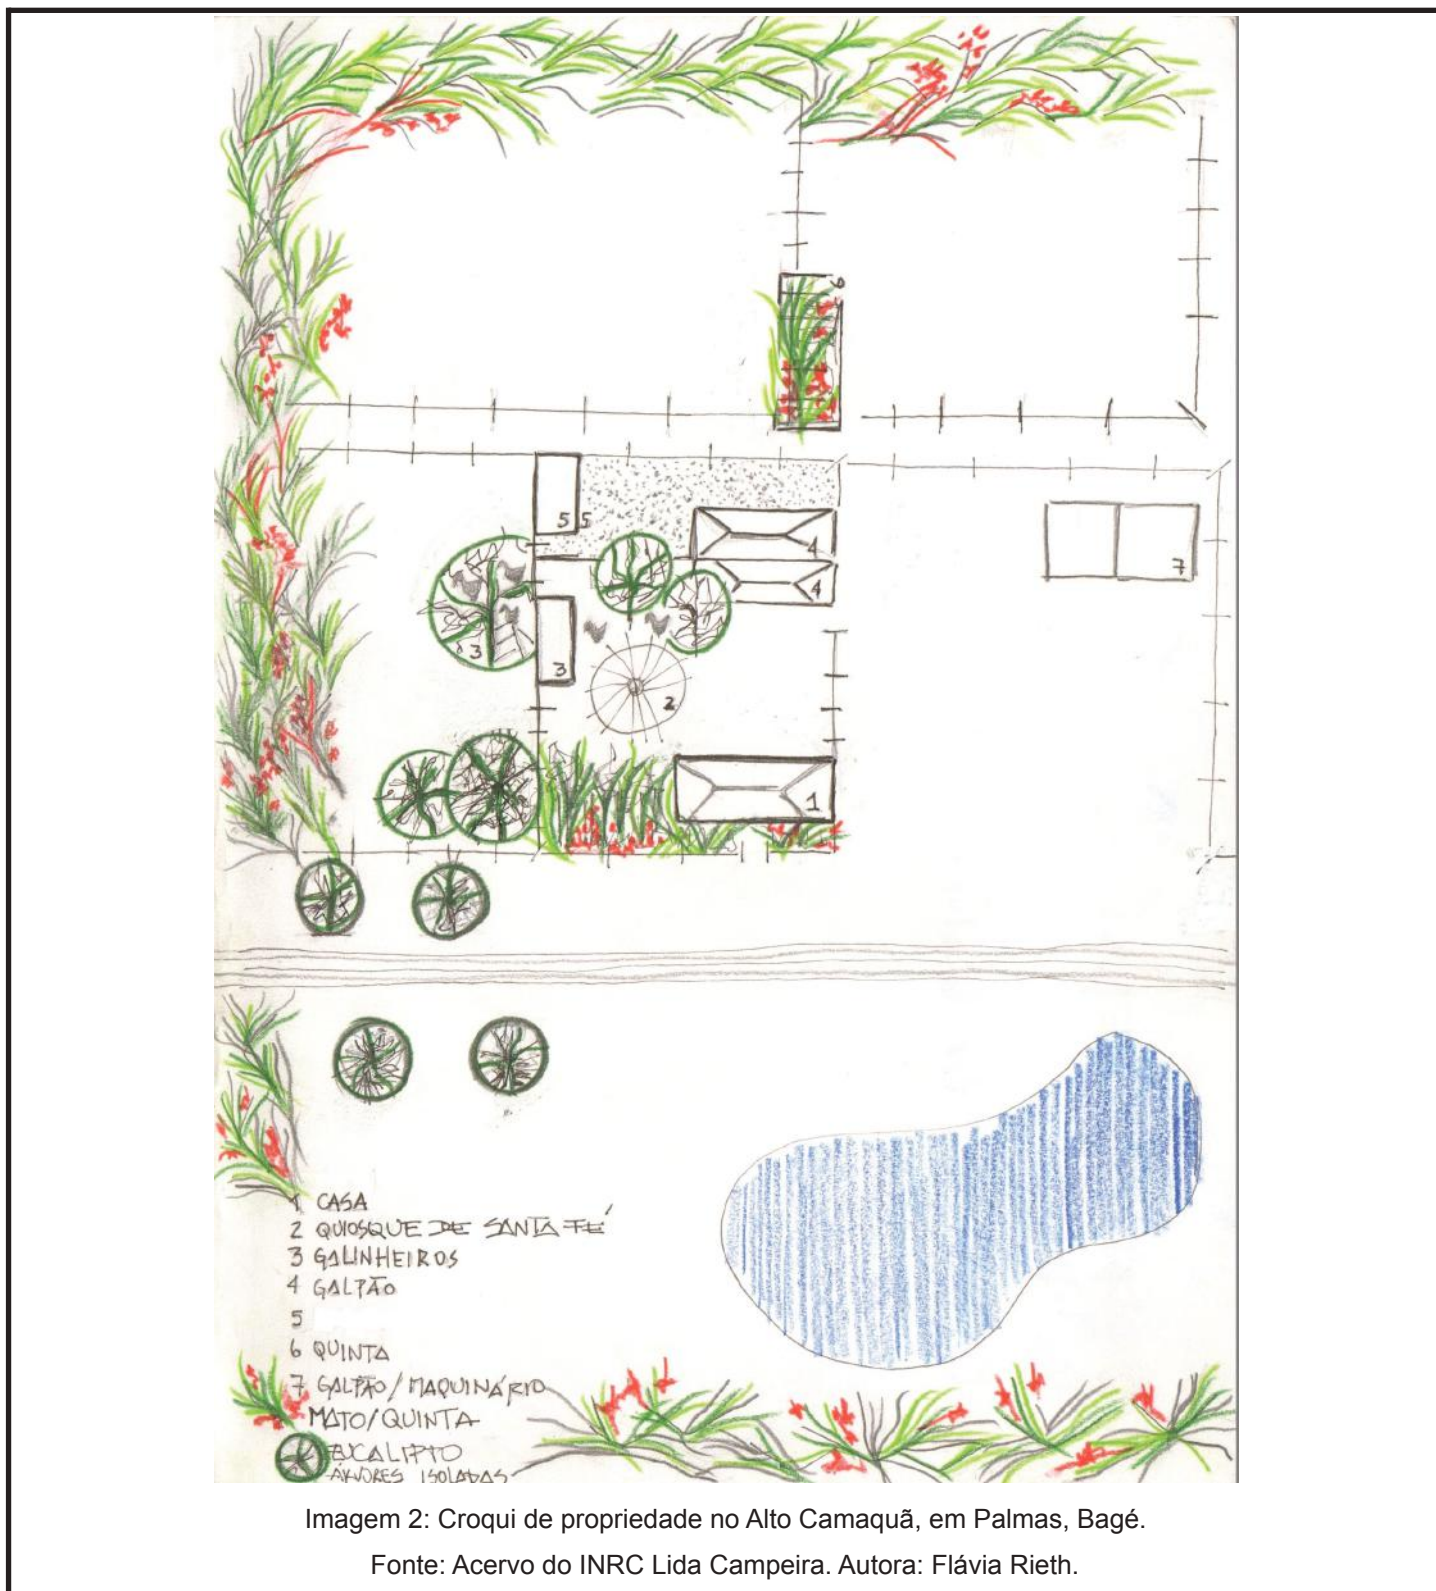 6
5 5
4
4
7
3
3
2
1
1 CASA
2 QUIOSQUE DE SANTA FÉ
3 GALINHEIROS
4 GALPÃO
5
6 QUINTA
7 GALPÃO / MAQUINÁRIO
MATO/QUINTA
EUCALIPTO
ÁRVORES ISOLADAS
Imagem 2: Croqui de propriedade no Alto Camaquã, em Palmas, Bagé.
Fonte: Acervo do INRC Lida Campeira. Autora: Flávia Rieth.